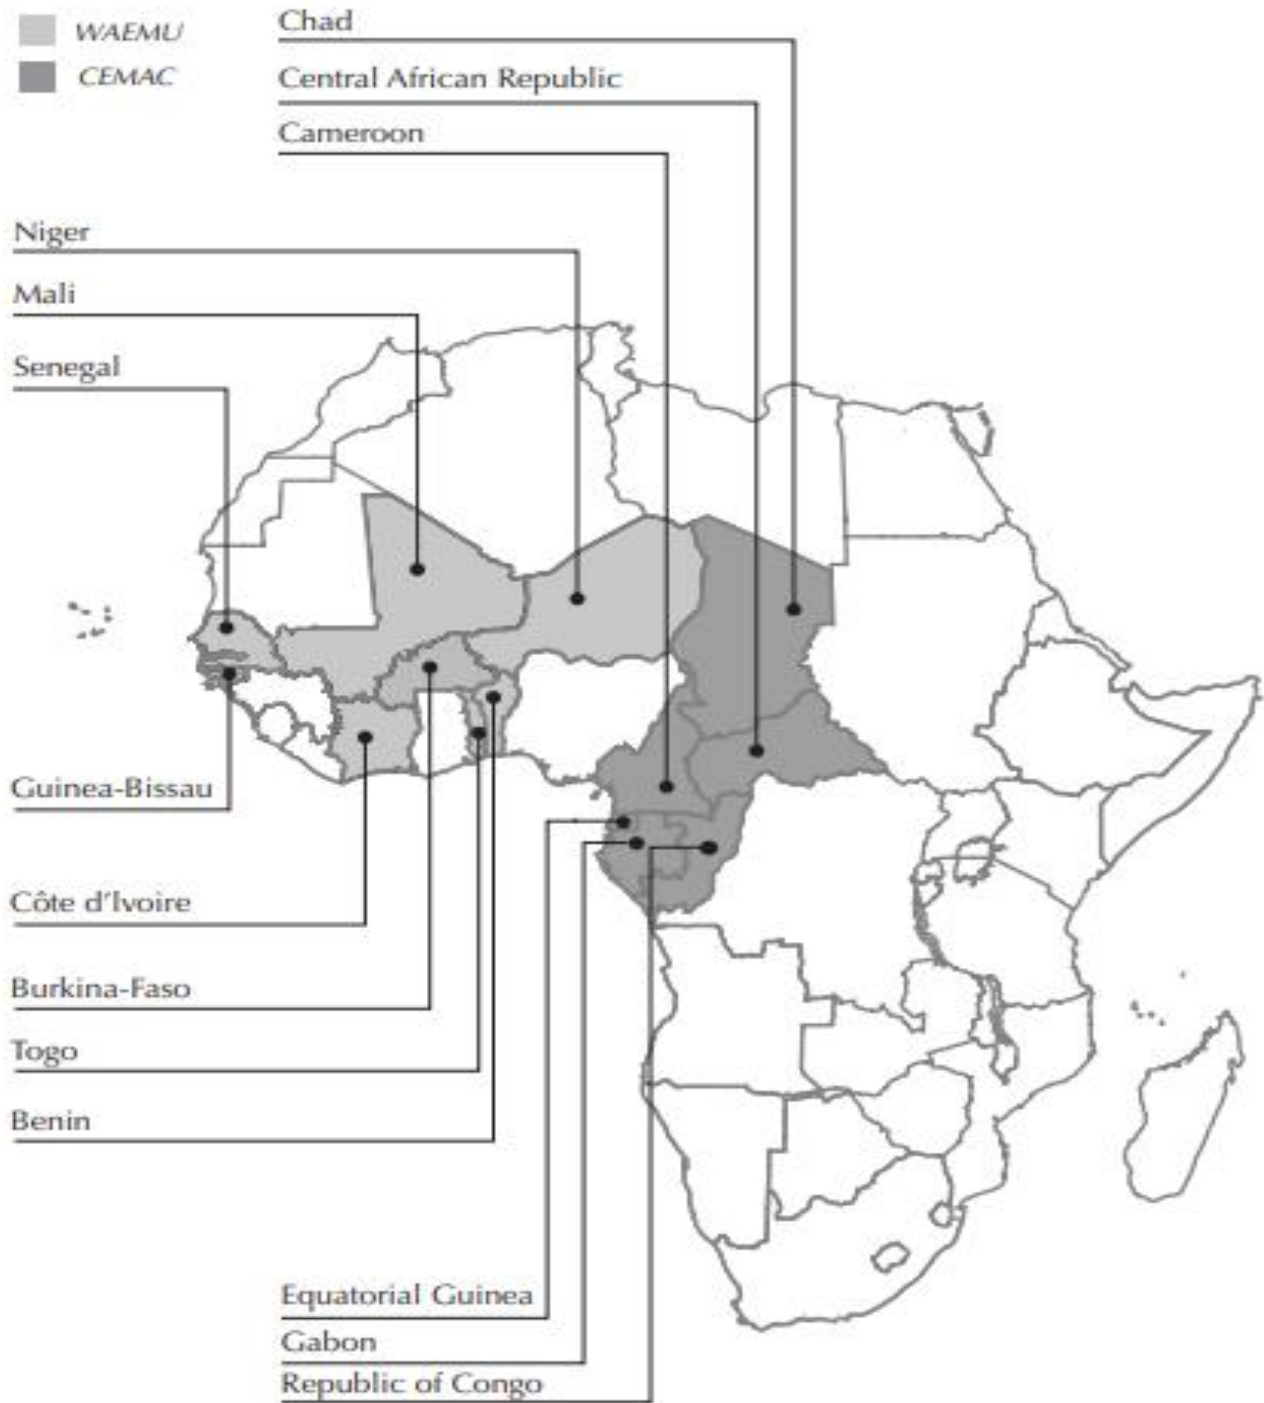 WAEMU
CEMAC
Chad
Central African Republic
Cameroon
Niger
Mali
Senegal
Guinea-Bissau
Côte d'Ivoire
Burkina-Faso
Togo
Benin
Equatorial Guinea
Gabon
Republic of Congo